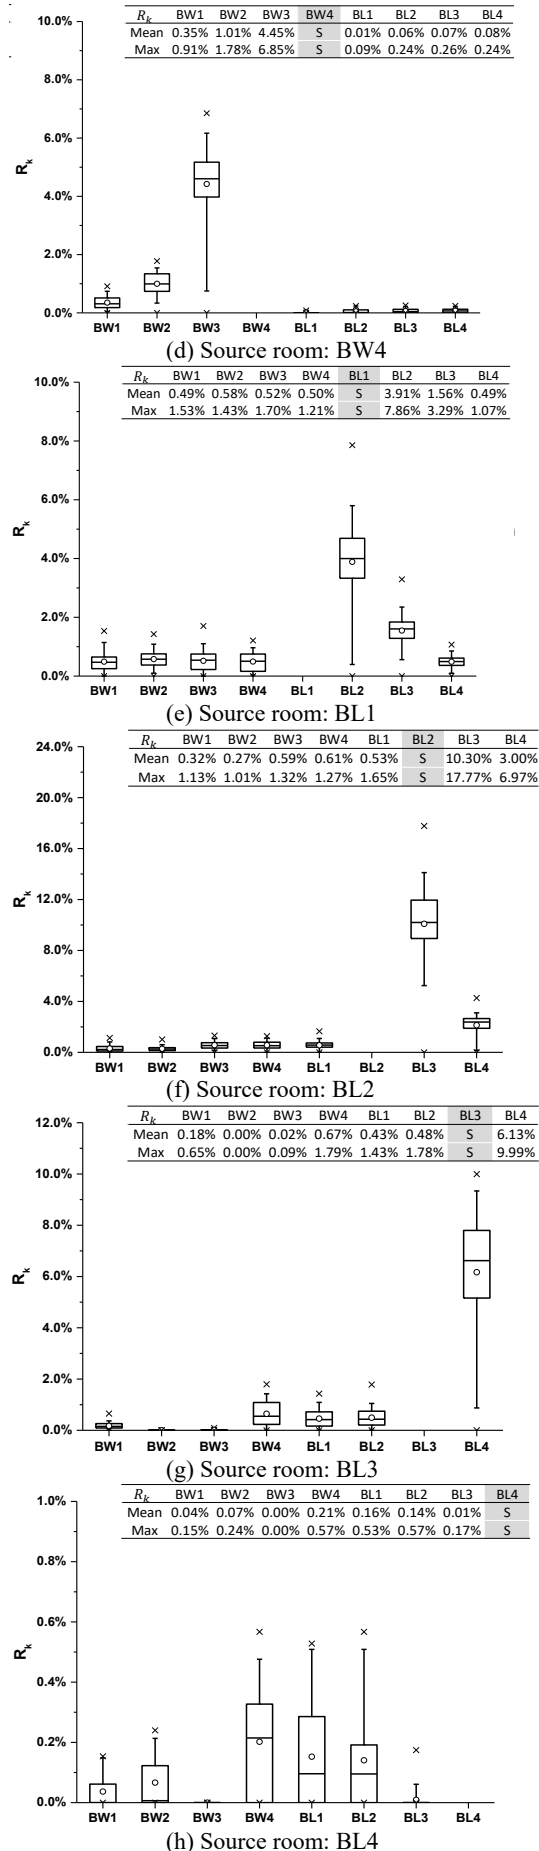 R_k BW1 BW2 BW3 BW4 BL1 BL2 BL3 BL4
Mean 0.35% 1.01% 4.45% S 0.01% 0.06% 0.07% 0.08%
Max 0.91% 1.78% 6.85% S 0.09% 0.24% 0.26% 0.24%
10.0%
8.0%
6.0%
4.0%
2.0%
0.0%
R_k
BW1 BW2 BW3 BW4 BL1 BL2 BL3 BL4
(d) Source room: BW4
R_k BW1 BW2 BW3 BW4 BL1 BL2 BL3 BL4
Mean 0.49% 0.58% 0.52% 0.50% S 3.91% 1.56% 0.49%
Max 1.53% 1.43% 1.70% 1.21% S 7.86% 3.29% 1.07%
10.0%
8.0%
6.0%
4.0%
2.0%
0.0%
R_k
BW1 BW2 BW3 BW4 BL1 BL2 BL3 BL4
(e) Source room: BL1
R_k BW1 BW2 BW3 BW4 BL1 BL2 BL3 BL4
Mean 0.32% 0.27% 0.59% 0.61% 0.53% S 10.30% 3.00%
Max 1.13% 1.01% 1.32% 1.27% 1.65% S 17.77% 6.97%
24.0%
20.0%
16.0%
12.0%
8.0%
4.0%
0.0%
R_k
BW1 BW2 BW3 BW4 BL1 BL2 BL3 BL4
(f) Source room: BL2
R_k BW1 BW2 BW3 BW4 BL1 BL2 BL3 BL4
Mean 0.18% 0.00% 0.02% 0.67% 0.43% 0.48% S 6.13%
Max 0.65% 0.00% 0.09% 1.79% 1.43% 1.78% S 9.99%
12.0%
10.0%
8.0%
6.0%
4.0%
2.0%
0.0%
R_k
BW1 BW2 BW3 BW4 BL1 BL2 BL3 BL4
(g) Source room: BL3
R_k BW1 BW2 BW3 BW4 BL1 BL2 BL3 BL4
Mean 0.04% 0.07% 0.00% 0.21% 0.16% 0.14% 0.01% S
Max 0.15% 0.24% 0.00% 0.57% 0.53% 0.57% 0.17% S
1.0%
0.8%
0.6%
0.4%
0.2%
0.0%
R_k
BW1 BW2 BW3 BW4 BL1 BL2 BL3 BL4
(h) Source room: BL4